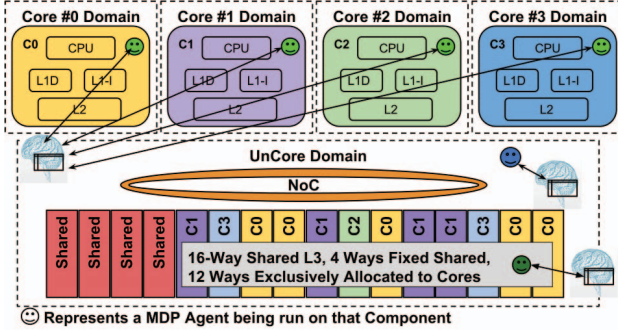 Core #0 Domain
Core #1 Domain
Core #2 Domain
Core #3 Domain
C0
CPU
L1D
L1-I
L2
C1
CPU
L1D
L1-I
L2
C2
CPU
L1D
L1-I
L2
C3
CPU
L1D
L1-I
L2
UnCore Domain
NoC
Shared
Shared
Shared
Shared
C1
C3
C0
C0
C1
C2
C0
C1
C1
C3
C0
C0
16-Way Shared L3, 4 Ways Fixed Shared,
12 Ways Exclusively Allocated to Cores
Represents a MDP Agent being run on that Component